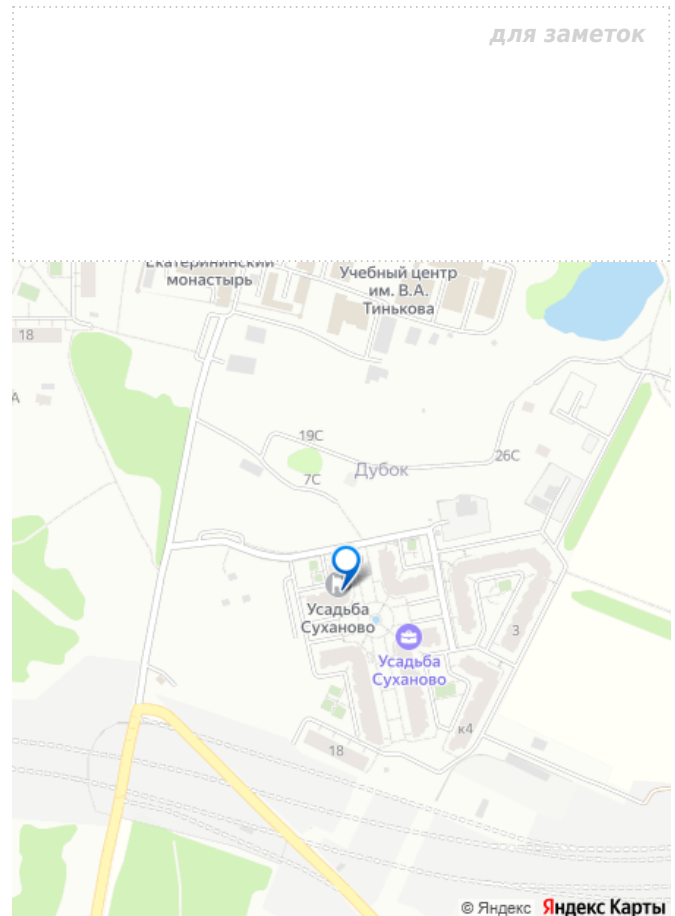 для заметок
Екатерининский
монастырь
Учебный центр
им. В.А.
Тинькова
18
А
19С
7С
Дубок
26С
Усадьба
Суханово
3
Усадьба
Суханово
к4
18
© Яндекс Яндекс Карты